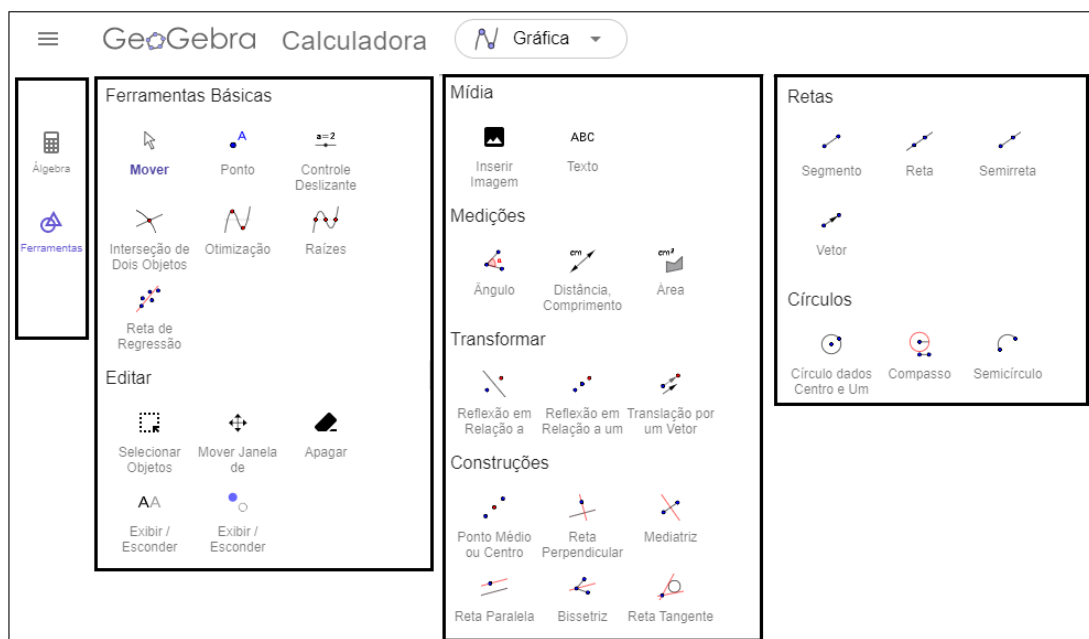 GeoGebra Calculadora Gráfica
Álgebra
Ferramentas
Ferramentas Básicas
Mover
A
Ponto
a=2
Controle
Deslizante
Interseção de
Dois Objetos
Otimização
Raízes
Reta de
Regressão
Editar
Selecionar
Objetos
Mover Janela
de
Apagar
AA
Exibir /
Esconder
Exibir /
Esconder
Mídia
Inserir
Imagem
ABC
Texto
Medições
α
Ângulo
cm
Distância,
Comprimento
cm²
Área
Transformar
Reflexão em
Relação a
Reflexão em
Relação a um
Translação por
um Vetor
Construções
Ponto Médio
ou Centro
Reta
Perpendicular
Mediatriz
Reta Paralela
Bissetriz
Reta Tangente
Retas
Segmento
Reta
Semirreta
Vetor
Círculos
Círculo dados
Centro e Um
Compasso
Semicírculo